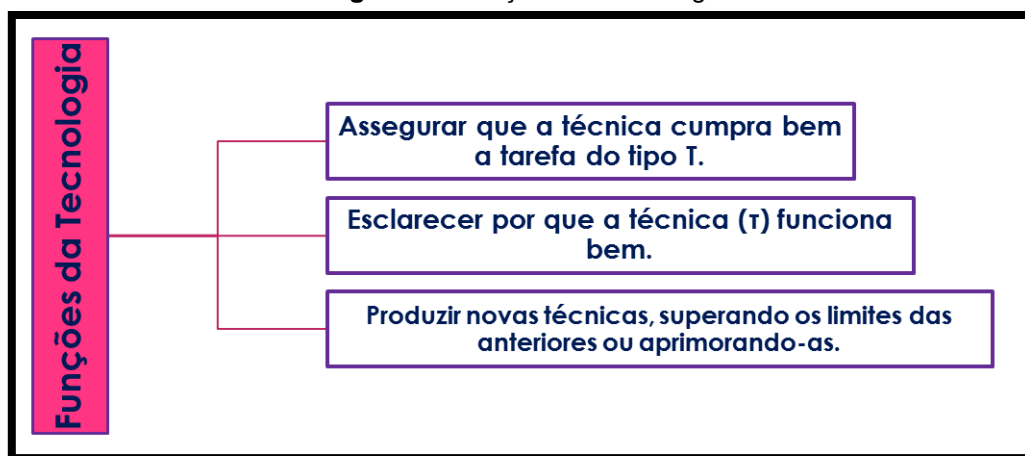 Funções da Tecnologia
Assegurar que a técnica cumpra bem
a tarefa do tipo T.
Esclarecer por que a técnica (τ) funciona
bem.
Produzir novas técnicas, superando os limites das
anteriores ou aprimorando-as.